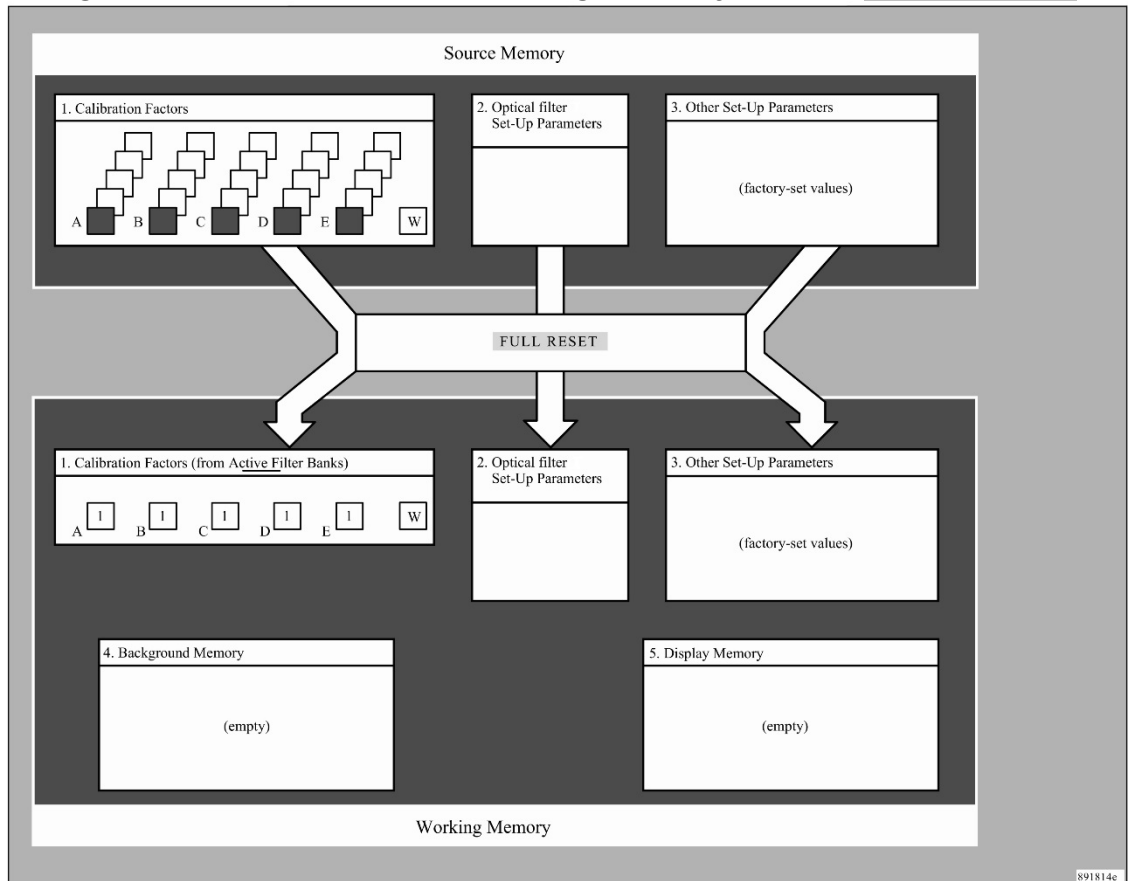 Source Memory
1. Calibration Factors
A B C D E W
2. Optical filter
Set-Up Parameters
3. Other Set-Up Parameters
(factory-set values)
FULL RESET
1. Calibration Factors (from Active Filter Banks)
A 1 B 1 C 1 D 1 E 1 W
2. Optical filter
Set-Up Parameters
3. Other Set-Up Parameters
(factory-set values)
4. Background Memory
(empty)
5. Display Memory
(empty)
Working Memory
891814e